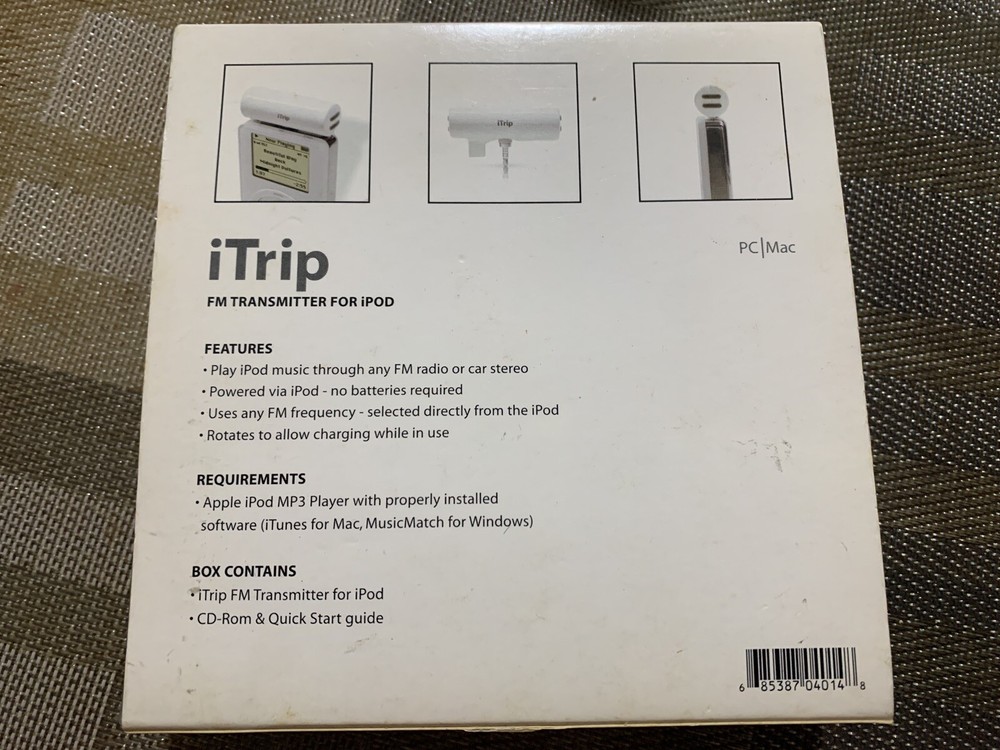 iTrip
iTrip
iTrip
PC|Mac
FM TRANSMITTER FOR iPOD
FEATURES
• Play iPod music through any FM radio or car stereo
• Powered via iPod - no batteries required
• Uses any FM frequency - selected directly from the iPod
• Rotates to allow charging while in use
REQUIREMENTS
• Apple iPod MP3 Player with properly installed
software (iTunes for Mac, MusicMatch for Windows)
BOX CONTAINS
• iTrip FM Transmitter for iPod
• CD-Rom & Quick Start guide
6 85387 04014 8